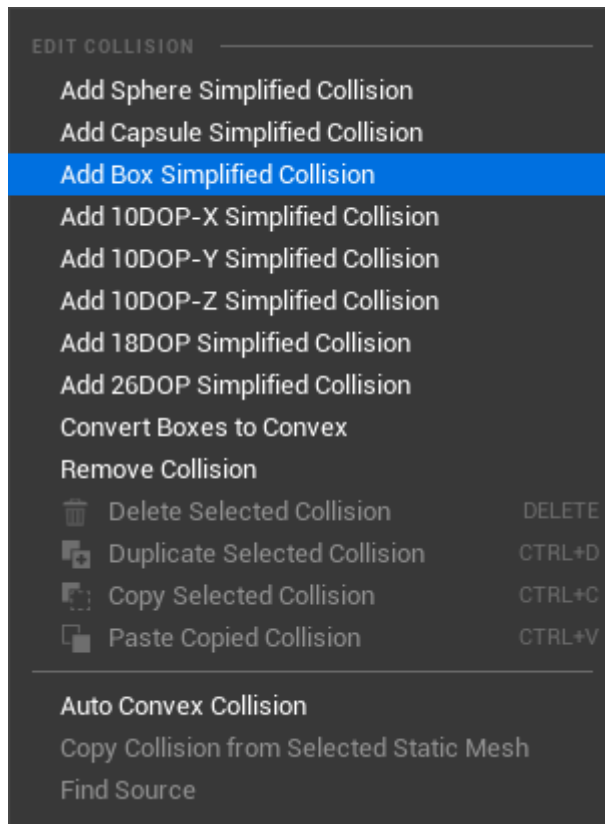 EDIT COLLISION
Add Sphere Simplified Collision
Add Capsule Simplified Collision
Add Box Simplified Collision
Add 10DOP-X Simplified Collision
Add 10DOP-Y Simplified Collision
Add 10DOP-Z Simplified Collision
Add 18DOP Simplified Collision
Add 26DOP Simplified Collision
Convert Boxes to Convex
Remove Collision
Delete Selected Collision DELETE
Duplicate Selected Collision CTRL+D
Copy Selected Collision CTRL+C
Paste Copied Collision CTRL+V
Auto Convex Collision
Copy Collision from Selected Static Mesh
Find Source